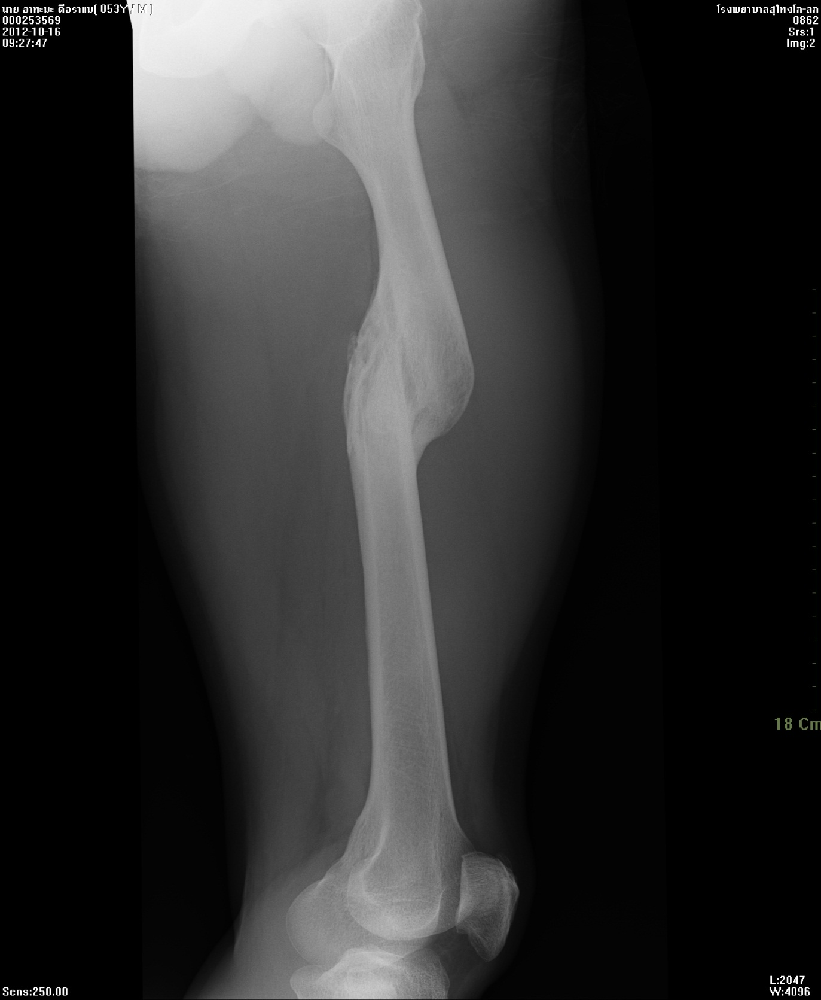 นาย อาหะมะ ดือราแม( 053Y / M )
000253569
2012-10-16
09:27:47
โรงพยาบาลสุไหงโก-ลก
0862
Srs:1
Img:2
18 Cm
Sens:250.00
L:2047
W:4096